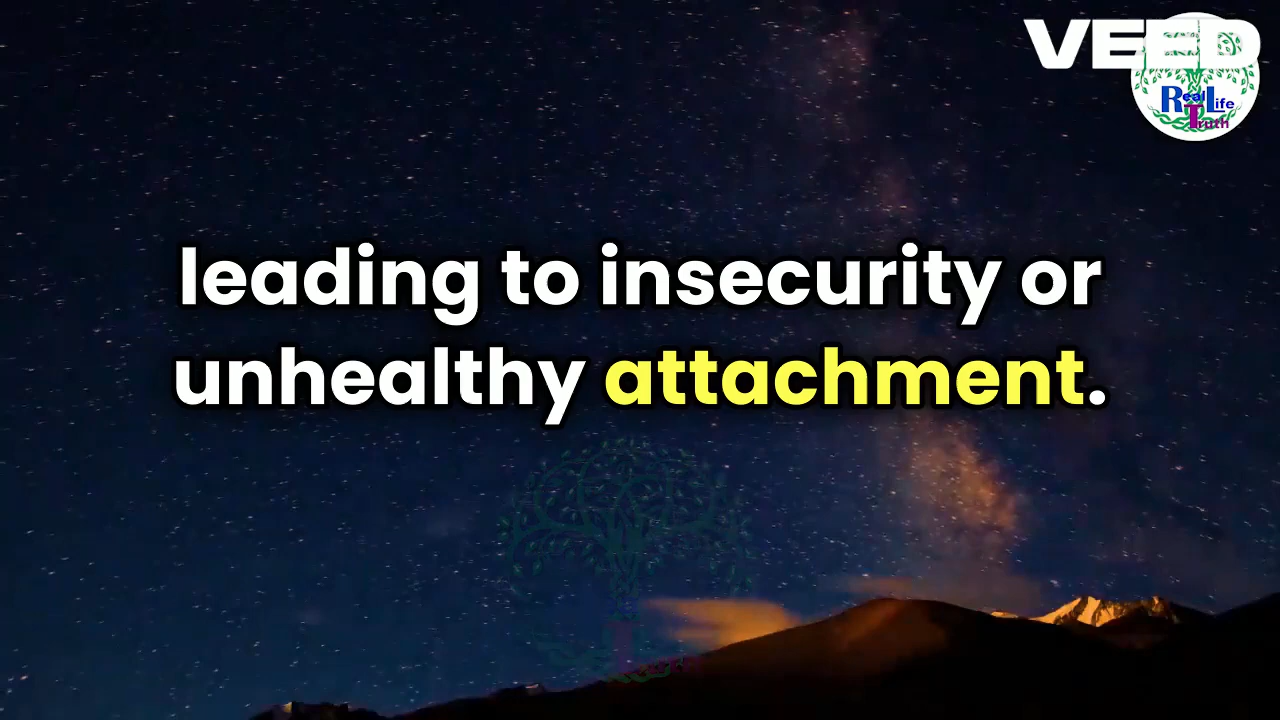 VEED
Real Life
Truth
leading to insecurity or
unhealthy attachment.